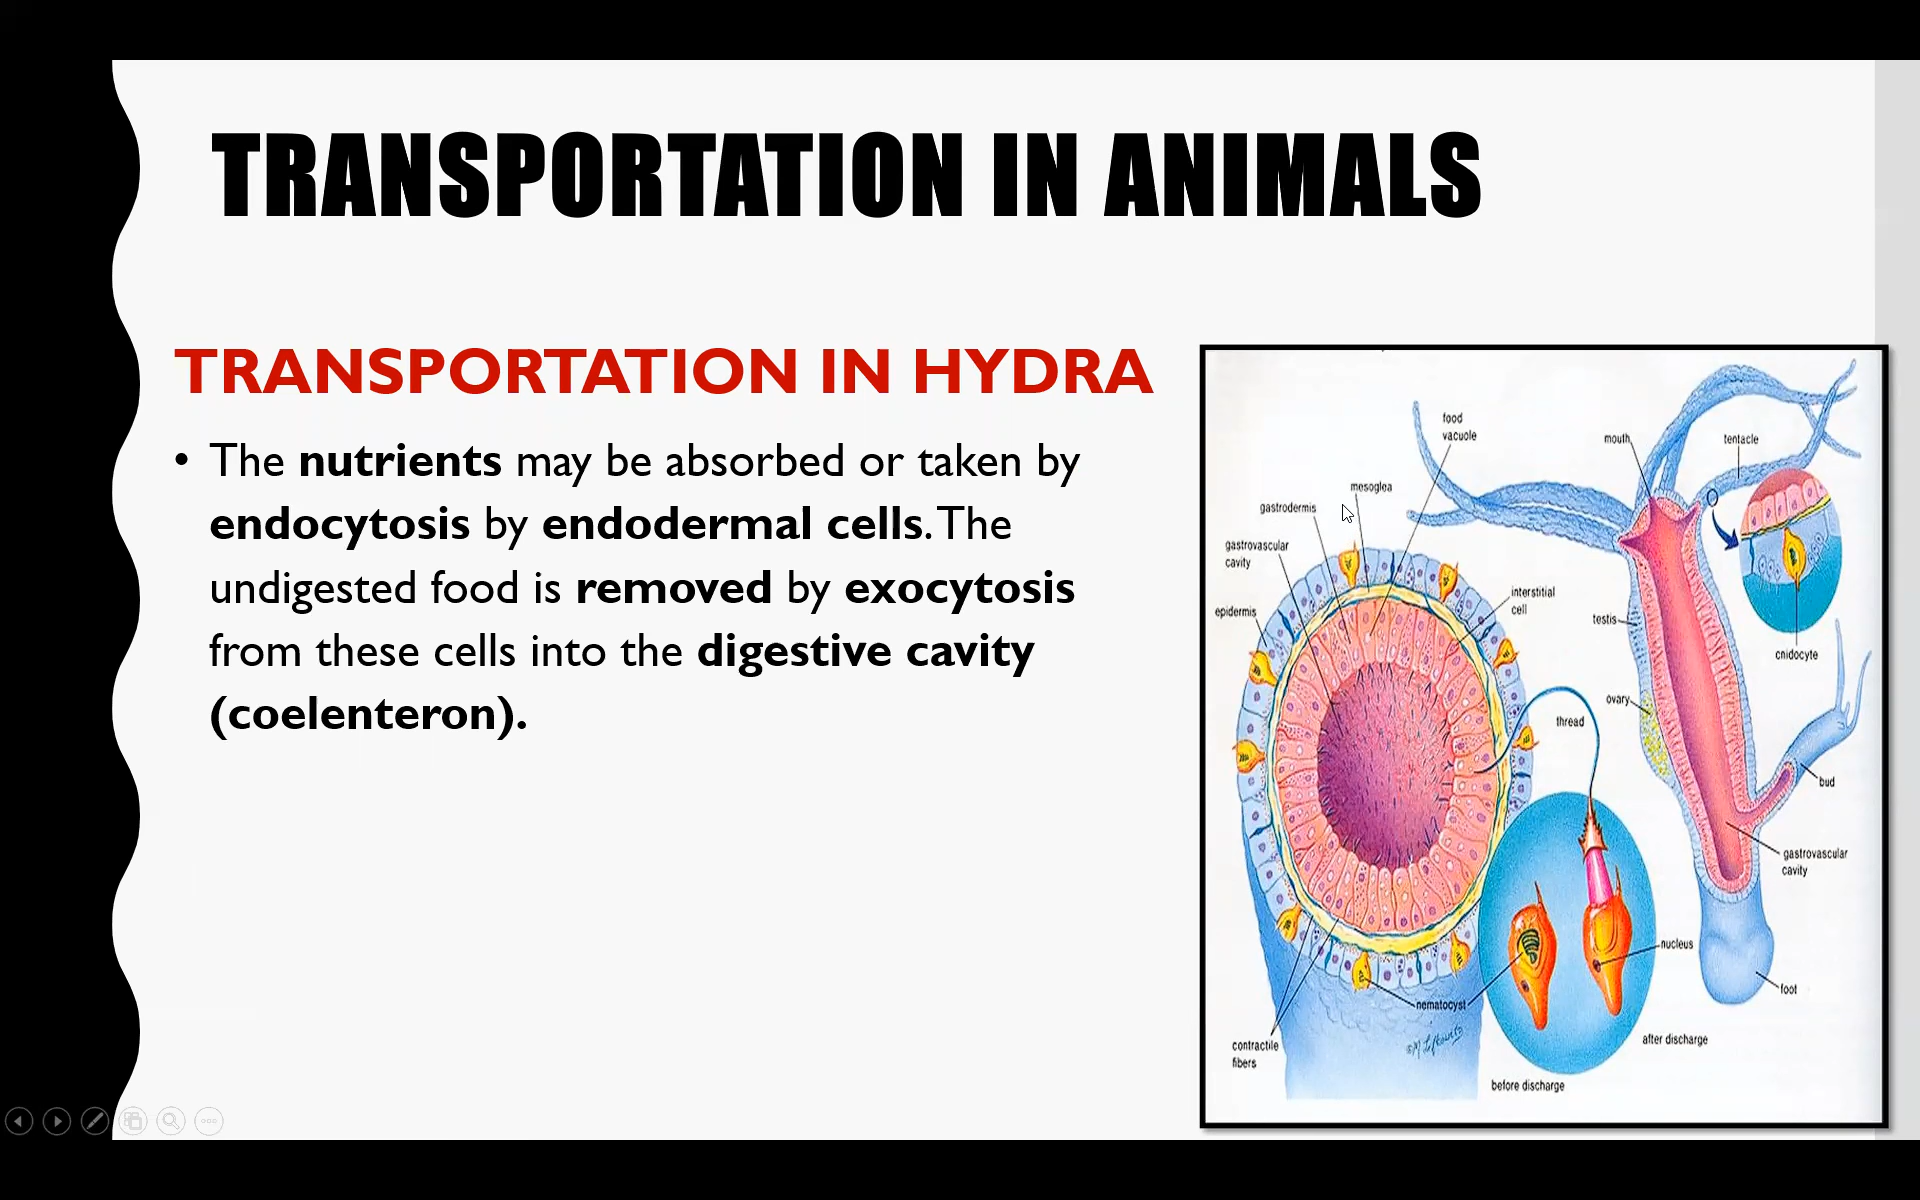 TRANSPORTATION IN ANIMALS
TRANSPORTATION IN HYDRA
• The nutrients may be absorbed or taken by
endocytosis by endodermal cells. The
undigested food is removed by exocytosis
from these cells into the digestive cavity
(coelenteron).
food
vacuole
mesoglea
gastrodermis
gastrovascular
cavity
epidermis
interstitial
cell
mouth
tentacle
testis
cnidocyte
ovary
thread
bud
gastrovascular
cavity
nucleus
foot
nematocyst
contractile
fibers
after discharge
before discharge